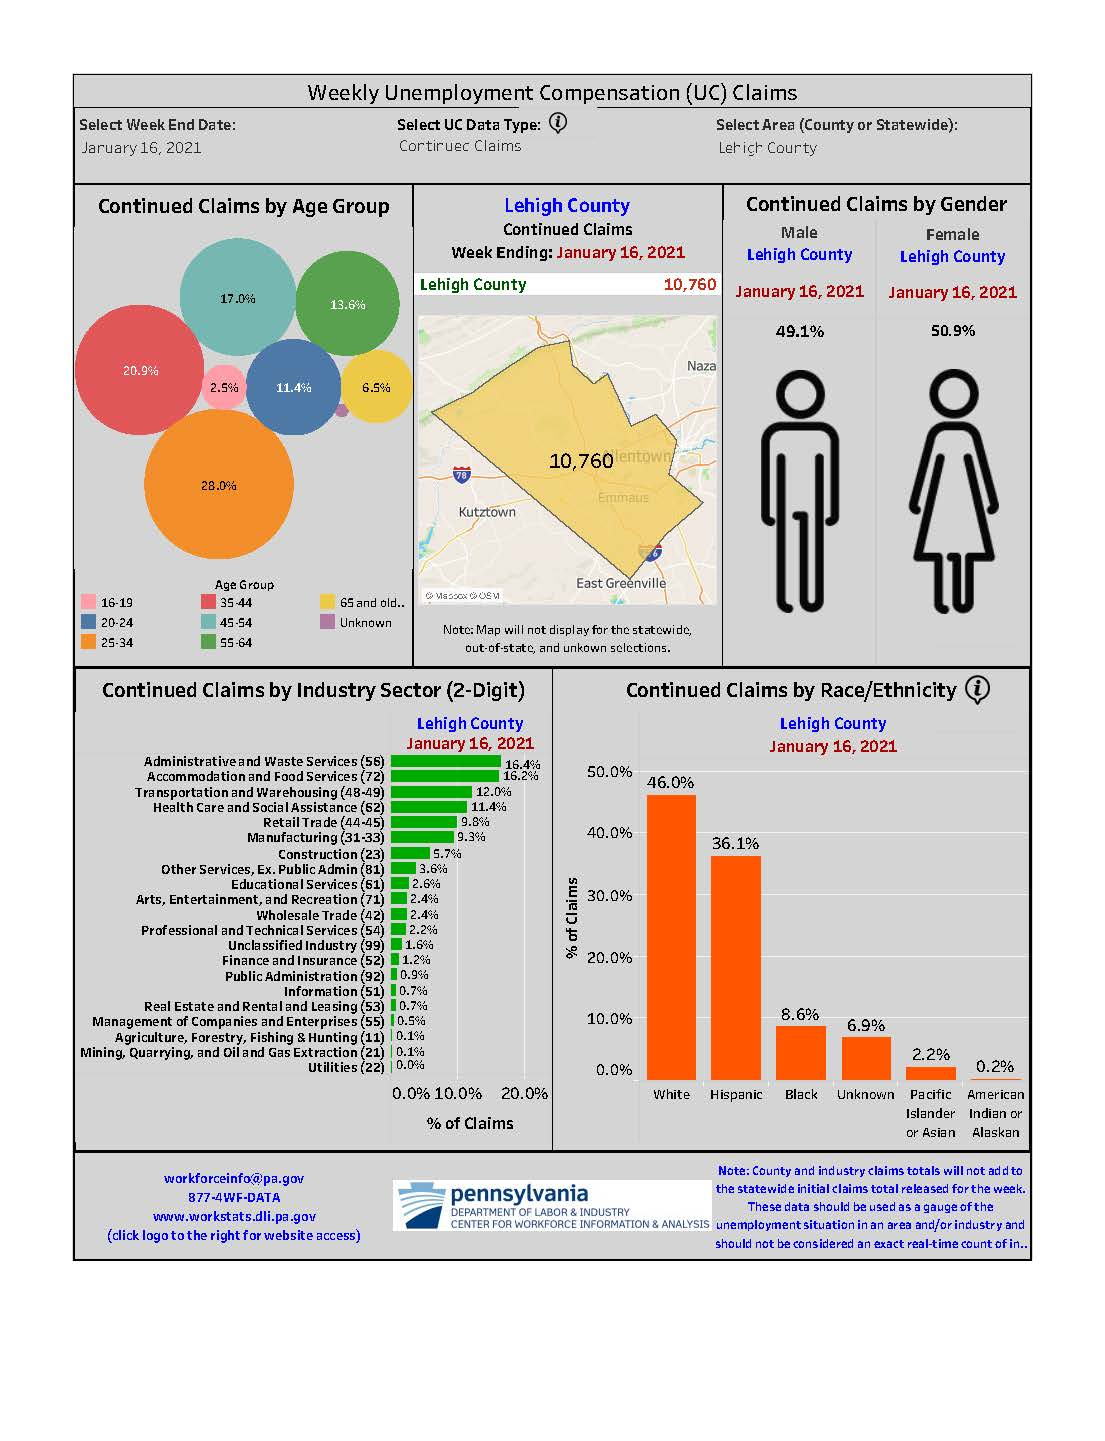 Weekly Unemployment Compensation (UC) Claims
Select Week End Date:
January 16, 2021
Select UC Data Type:
Continued Claims
Select Area (County or Statewide):
Lehigh County
Continued Claims by Age Group
17.0%
13.6%
20.9%
2.5%
11.4%
6.5%
28.0%
Age Group
16-19
35-44
65 and old..
20-24
45-54
Unknown
25-34
55-64
Lehigh County
Continued Claims
Week Ending: January 16, 2021
Lehigh County 10,760
Naza
10,760
Allentown
78
Emmaus
Kutztown
East Greenville
© Mapbox © OSM
Note: Map will not display for the statewide,
out-of-state, and unkown selections.
Continued Claims by Gender
Male
Lehigh County
January 16, 2021
49.1%
Female
Lehigh County
January 16, 2021
50.9%
Continued Claims by Industry Sector (2-Digit)
Lehigh County
January 16, 2021
Administrative and Waste Services (56) 16.4%
Accommodation and Food Services (72) 16.2%
Transportation and Warehousing (48-49) 12.0%
Health Care and Social Assistance (62) 11.4%
Retail Trade (44-45) 9.8%
Manufacturing (31-33) 9.3%
Construction (23) 5.7%
Other Services, Ex. Public Admin (81) 3.6%
Educational Services (61) 2.6%
Arts, Entertainment, and Recreation (71) 2.4%
Wholesale Trade (42) 2.4%
Professional and Technical Services (54) 2.2%
Unclassified Industry (99) 1.6%
Finance and Insurance (52) 1.2%
Public Administration (92) 0.9%
Information (51) 0.7%
Real Estate and Rental and Leasing (53) 0.7%
Management of Companies and Enterprises (55) 0.5%
Agriculture, Forestry, Fishing & Hunting (11) 0.1%
Mining, Quarrying, and Oil and Gas Extraction (21) 0.1%
Utilities (22) 0.0%
0.0% 10.0% 20.0%
% of Claims
Continued Claims by Race/Ethnicity
Lehigh County
January 16, 2021
% of Claims
50.0%
40.0%
30.0%
20.0%
10.0%
0.0%
46.0%
36.1%
8.6%
6.9%
2.2%
0.2%
White
Hispanic
Black
Unknown
Pacific
Islander
or Asian
American
Indian or
Alaskan
workforceinfo@pa.gov
877-4WF-DATA
www.workstats.dli.pa.gov
(click logo to the right for website access)
pennsylvania
DEPARTMENT OF LABOR & INDUSTRY
CENTER FOR WORKFORCE INFORMATION & ANALYSIS
Note: County and industry claims totals will not add to
the statewide initial claims total released for the week.
These data should be used as a gauge of the
unemployment situation in an area and/or industry and
should not be considered an exact real-time count of in..